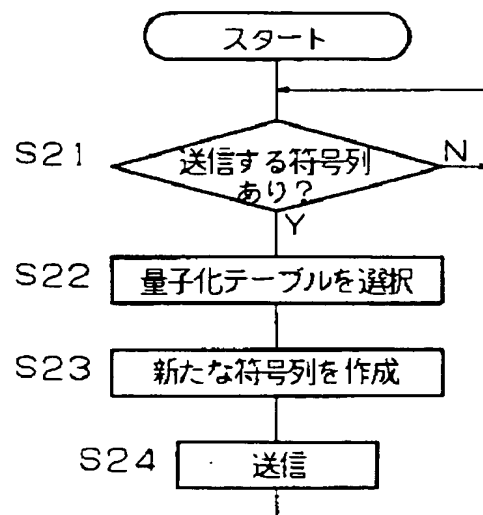 スタート
S21
送信する符号列
あり?
N
Y
S22
量子化テーブルを選択
S23
新たな符号列を作成
S24
送信